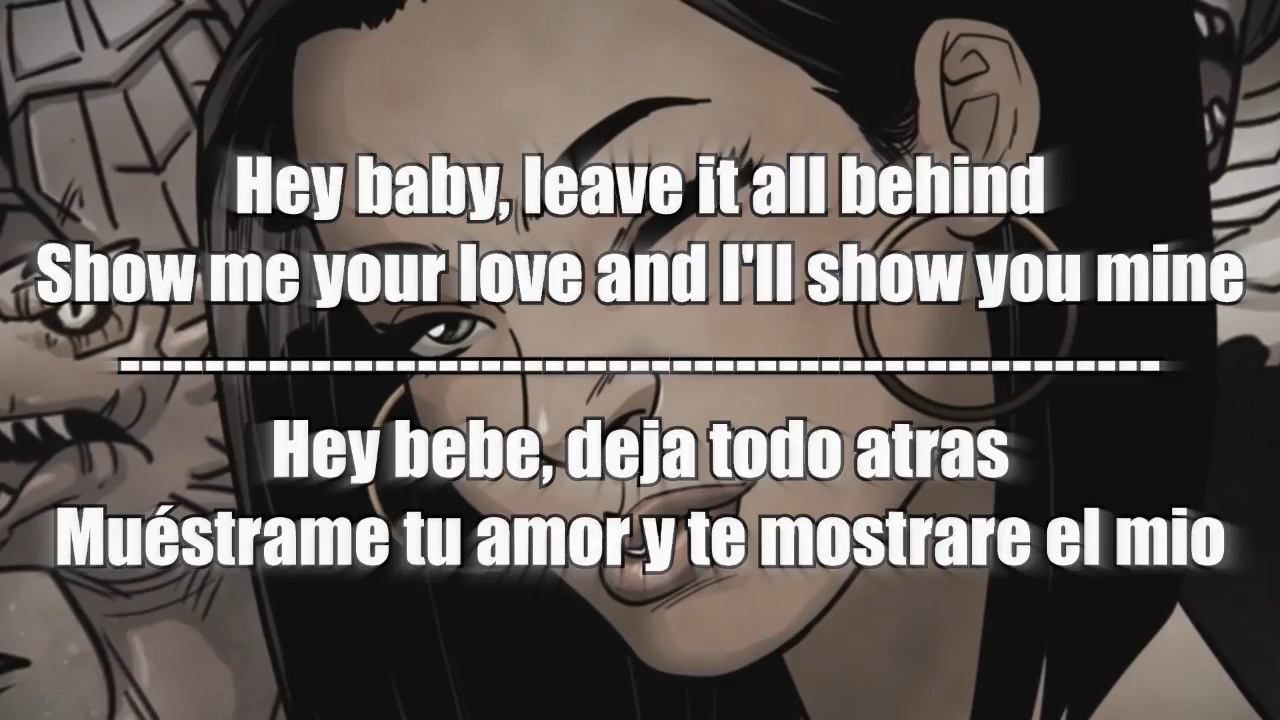 Hey baby, leave it all behind
Show me your love and I'll show you mine
------------------------------------------------
Hey bebe, deja todo atras
Muéstrame tu amor y te mostrare el mio